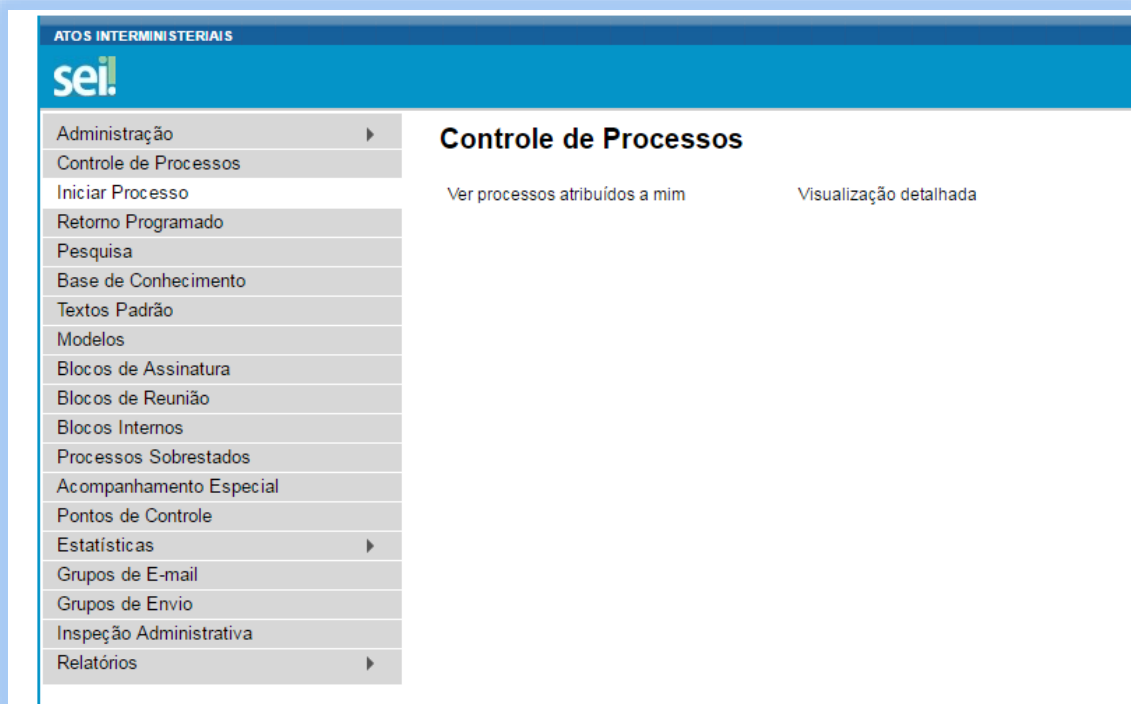 ATOS INTERMINISTERIAIS
sei!
Administração
Controle de Processos
Iniciar Processo
Retorno Programado
Pesquisa
Base de Conhecimento
Textos Padrão
Modelos
Blocos de Assinatura
Blocos de Reunião
Blocos Internos
Processos Sobrestados
Acompanhamento Especial
Pontos de Controle
Estatísticas
Grupos de E-mail
Grupos de Envio
Inspeção Administrativa
Relatórios
Controle de Processos
Ver processos atribuídos a mim Visualização detalhada